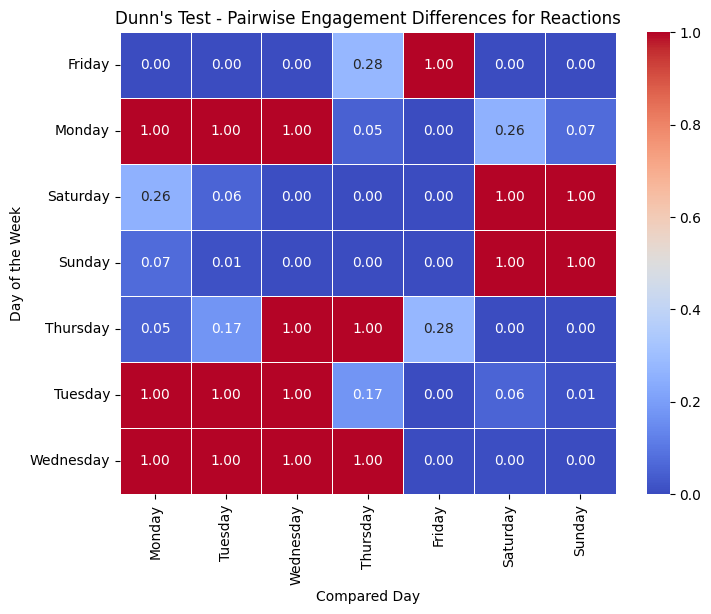 Dunn's Test - Pairwise Engagement Differences for Reactions
Day of the Week
Friday 0.00 0.00 0.00 0.28 1.00 0.00 0.00
Monday 1.00 1.00 1.00 0.05 0.00 0.26 0.07
Saturday 0.26 0.06 0.00 0.00 0.00 1.00 1.00
Sunday 0.07 0.01 0.00 0.00 0.00 1.00 1.00
Thursday 0.05 0.17 1.00 1.00 0.28 0.00 0.00
Tuesday 1.00 1.00 1.00 0.17 0.00 0.06 0.01
Wednesday 1.00 1.00 1.00 1.00 0.00 0.00 0.00
Monday Tuesday Wednesday Thursday Friday Saturday Sunday
Compared Day
1.0
0.8
0.6
0.4
0.2
0.0